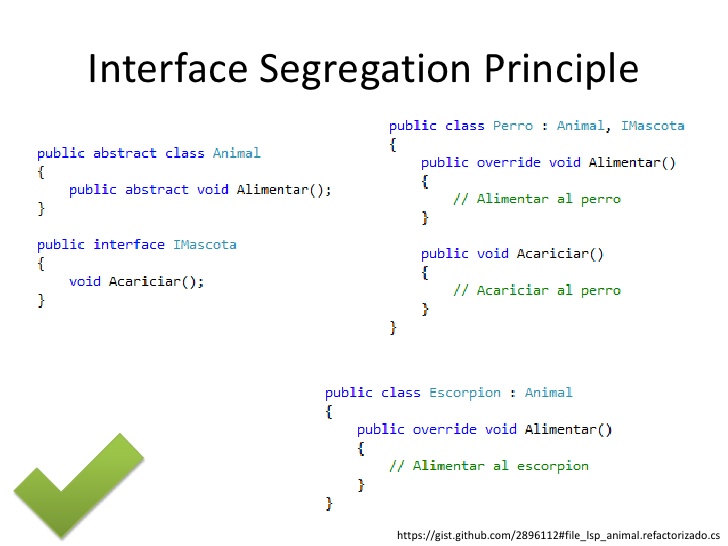 Interface Segregation Principle
public abstract class Animal
{
    public abstract void Alimentar();
}
public interface IMascota
{
    void Acariciar();
}
public class Perro : Animal, IMascota
{
    public override void Alimentar()
    {
        // Alimentar al perro
    }
    public void Acariciar()
    {
        // Acariciar al perro
    }
}
public class Escorpion : Animal
{
    public override void Alimentar()
    {
        // Alimentar al escorpion
    }
}
https://gist.github.com/2896112#file_lsp_animal.refactorizado.cs